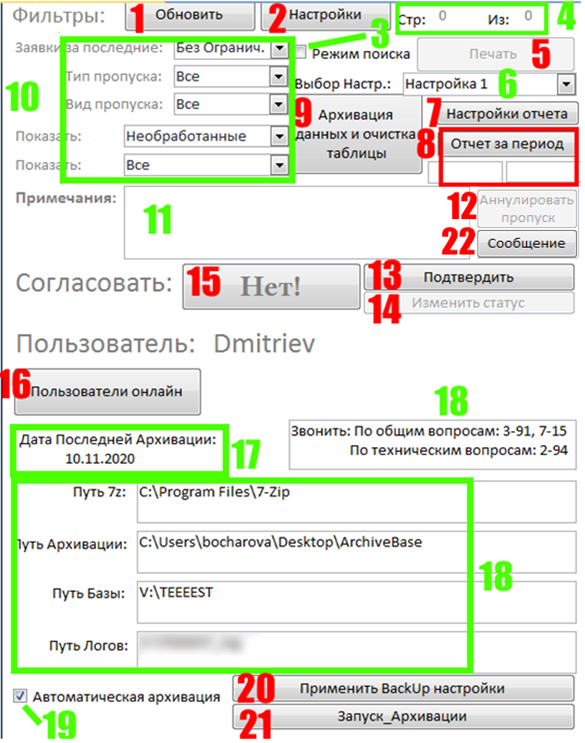 Фильтры: 1 Обновить 2 Настройки Стр: 0 Из: 0 4
Заявки за последние: Без Огранич. 3 Режим поиска Печать 5
10 Тип пропуска: Все Выбор Настр.: Настройка 1 6
Вид пропуска: Все 9 Архивация данных и очистка таблицы 7 Настройки отчета
Показать: Необработанные 8 Отчет за период
Показать: Все
Примечания: 11 12 Аннулировать пропуск
22 Сообщение
Согласовать: 15 Нет! 13 Подтвердить
14 Изменить статус
Пользователь: Dmitriev
16 Пользователи онлайн
18
Дата Последней Архивации: 17 Звонить: По общим вопросам: 3-91, 7-15
10.11.2020 По техническим вопросам: 2-94
Путь 7z: C:\Program Files\7-Zip
Путь Архивации: C:\Users\bocharova\Desktop\ArchiveBase
18
Путь Базы: V:\TEEEEST
Путь Логов:
Автоматическая архивация 20 Применить BackUp настройки
19 21 Запуск_Архивации